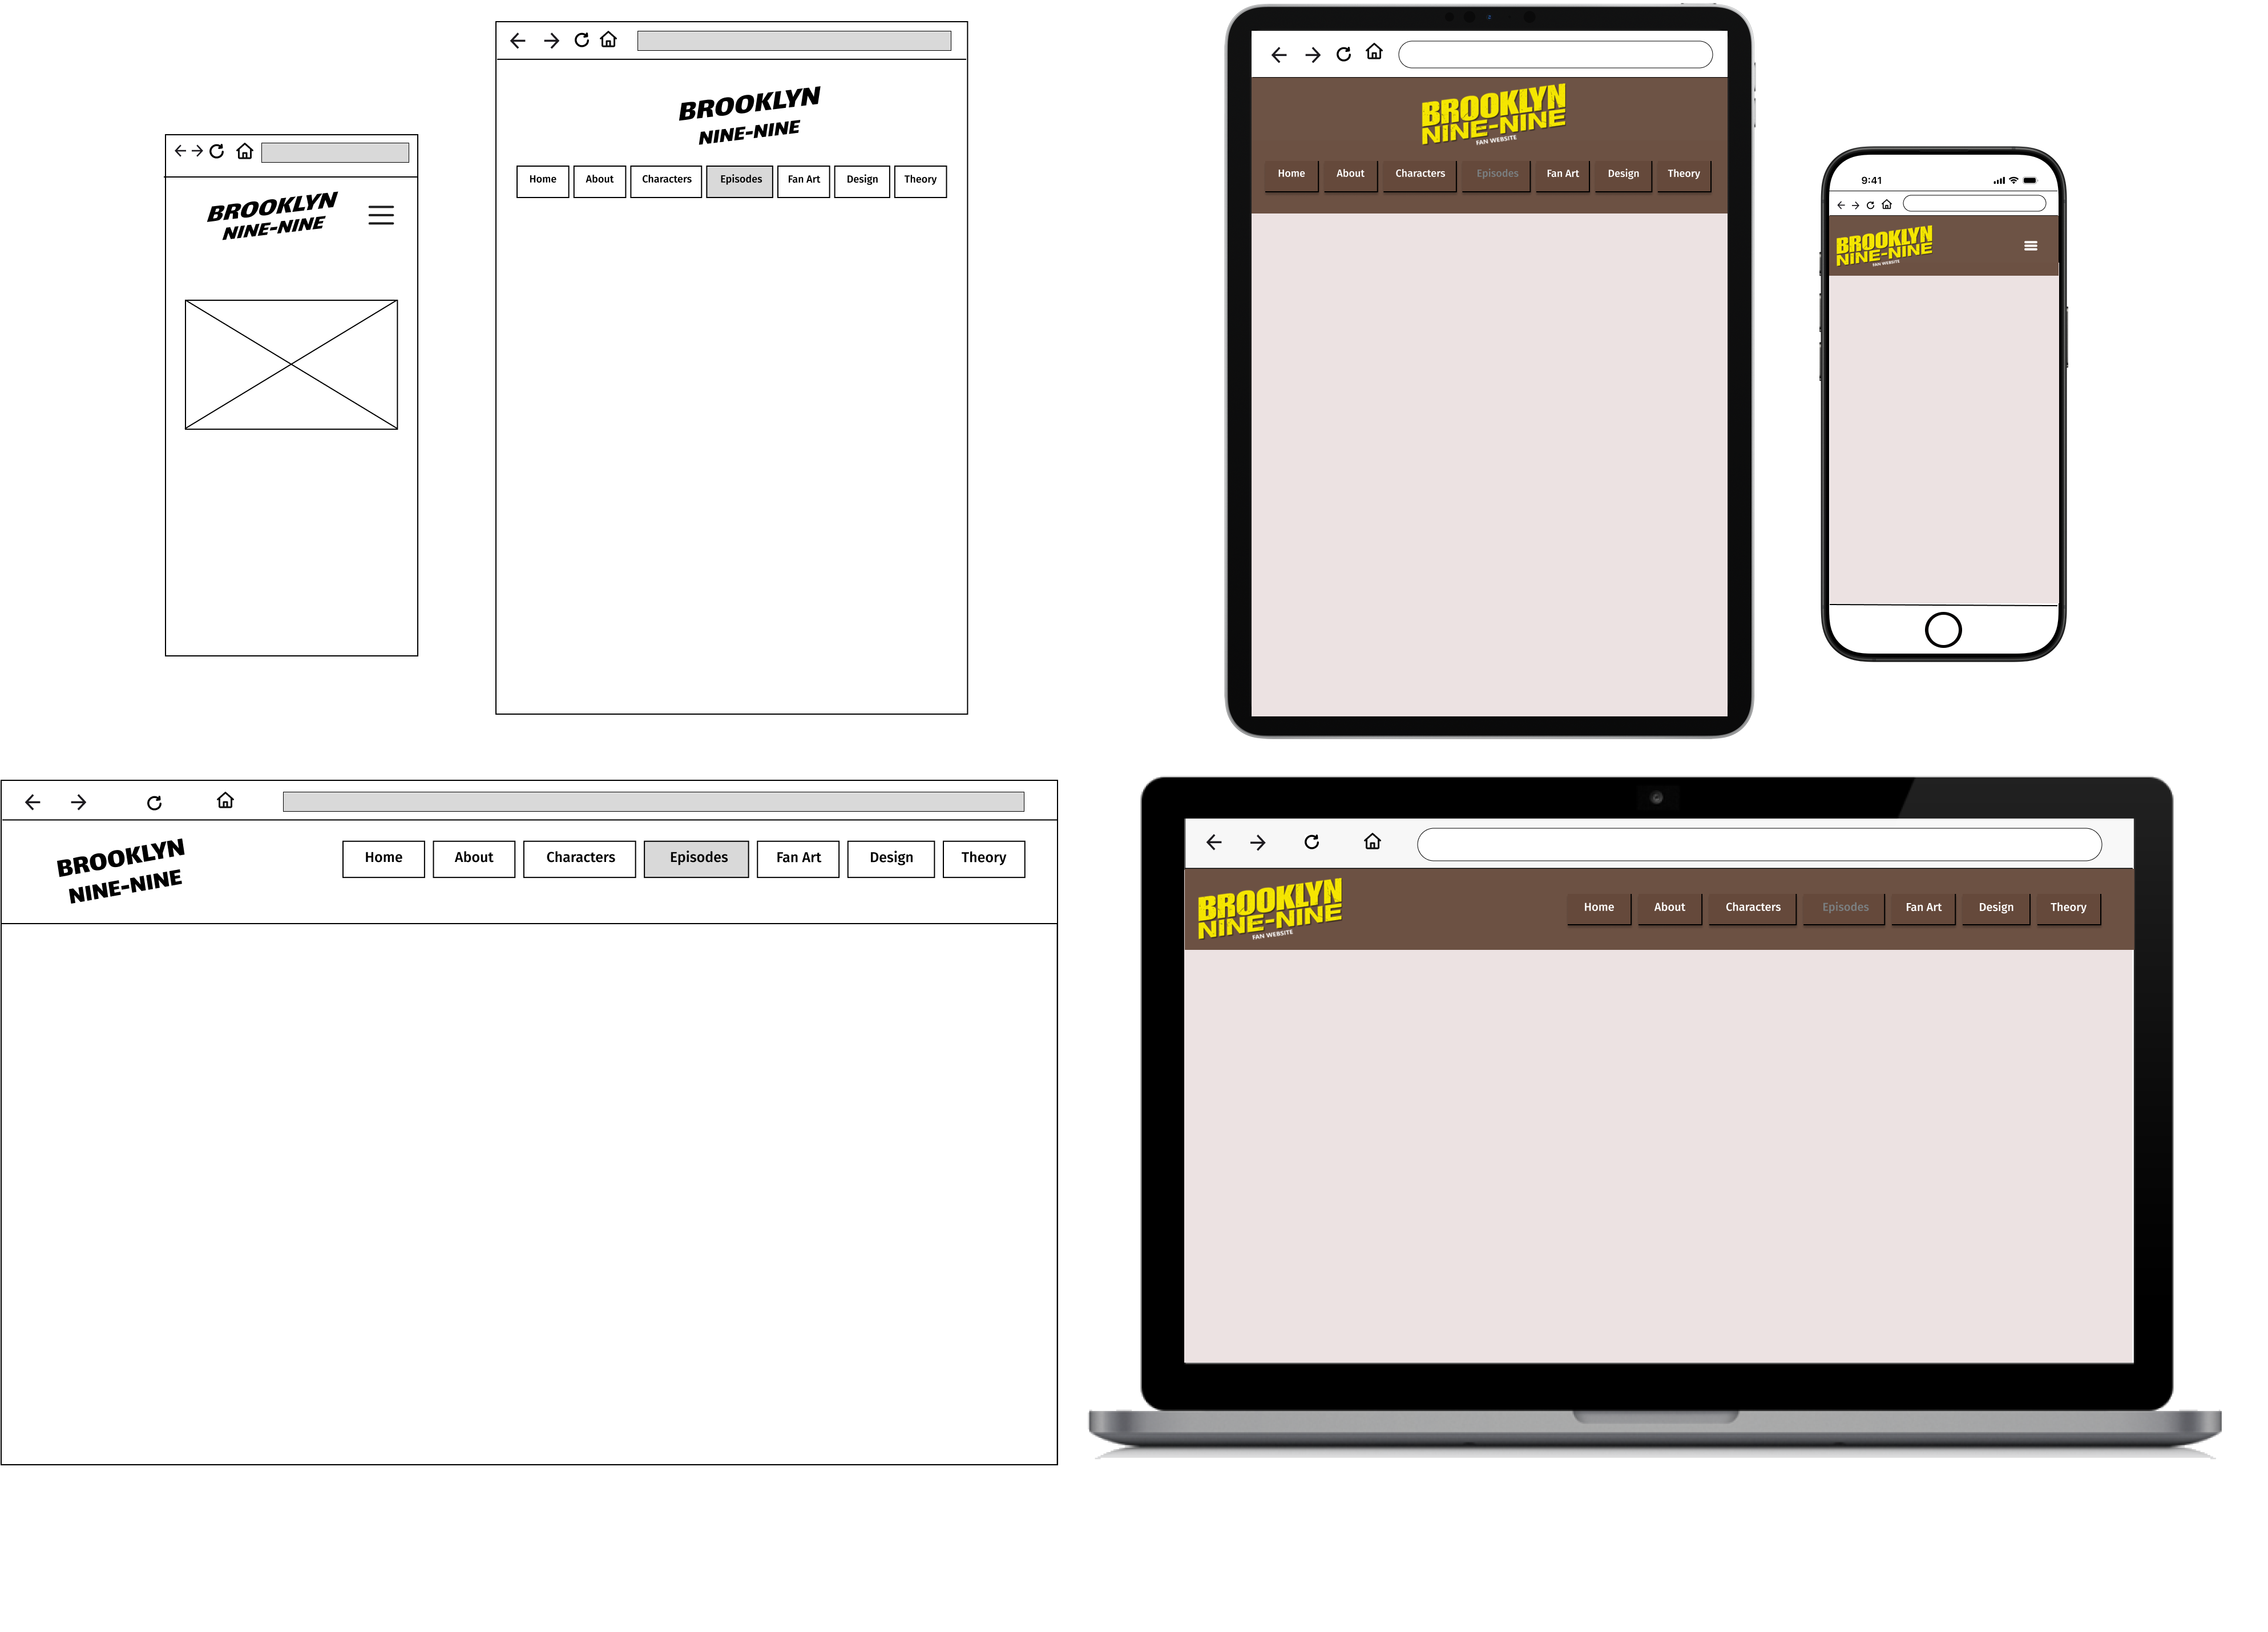 BROOKLYN
NINE-NINE
BROOKLYN
NINE-NINE
Home About Characters Episodes Fan Art Design Theory
BROOKLYN
NINE-NINE
FAN WEBSITE
Home About Characters Episodes Fan Art Design Theory
9:41
BROOKLYN
NINE-NINE
FAN WEBSITE
BROOKLYN
NINE-NINE
Home About Characters Episodes Fan Art Design Theory
BROOKLYN
NINE-NINE
FAN WEBSITE
Home About Characters Episodes Fan Art Design Theory